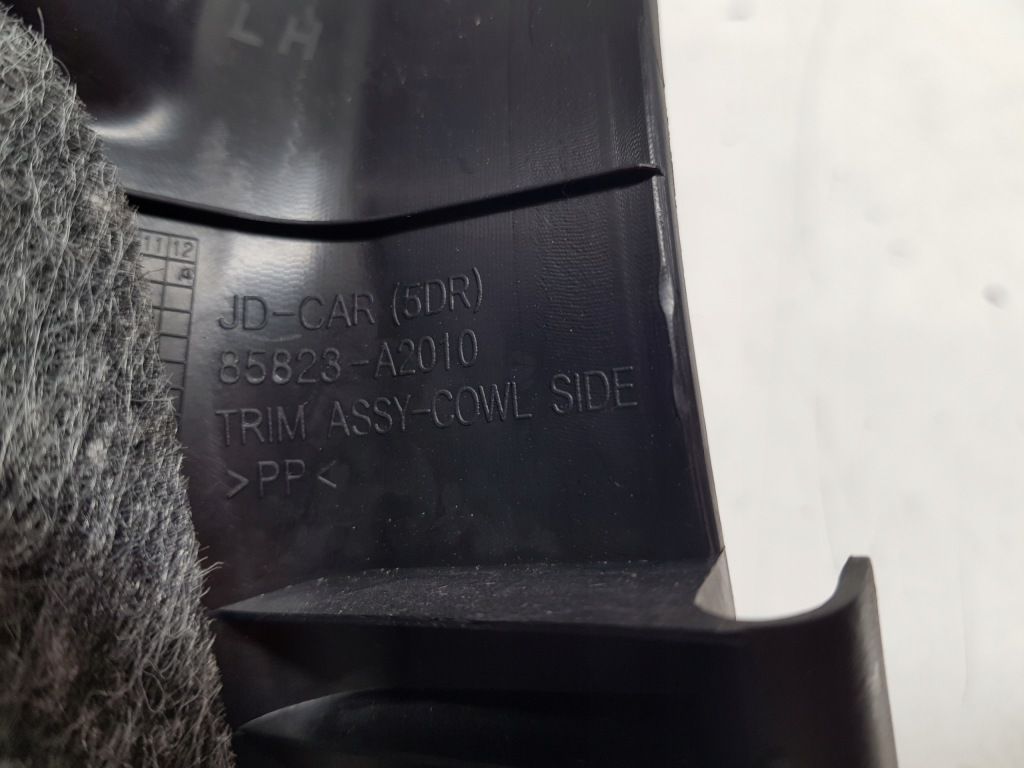 LH
11 12
JD-CAR (5DR)
85823-A2010
TRIM ASSY-COWL SIDE
>PP<